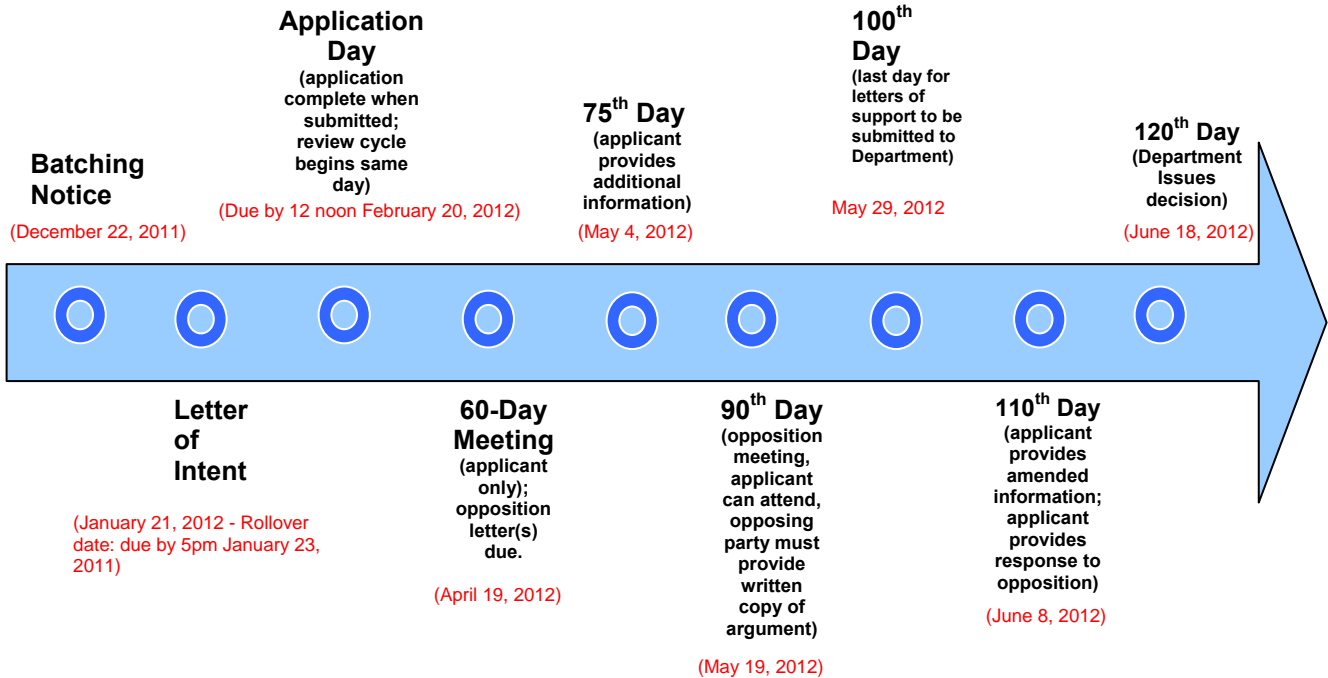 Batching
Notice
(December 22, 2011)
Letter
of
Intent
(January 21, 2012 - Rollover
date: due by 5pm January 23,
2011)
Application
Day
(application
complete when
submitted;
review cycle
begins same
day)
(Due by 12 noon February 20, 2012)
60-Day
Meeting
(applicant
only);
opposition
letter(s)
due.
(April 19, 2012)
75th Day
(applicant
provides
additional
information)
(May 4, 2012)
90th Day
(opposition
meeting,
applicant
can attend,
opposing
party must
provide
written
copy of
argument)
(May 19, 2012)
100th
Day
(last day for
letters of
support to be
submitted to
Department)
May 29, 2012
110th Day
(applicant
provides
amended
information;
applicant
provides
response to
opposition)
(June 8, 2012)
120th Day
(Department
Issues
decision)
(June 18, 2012)